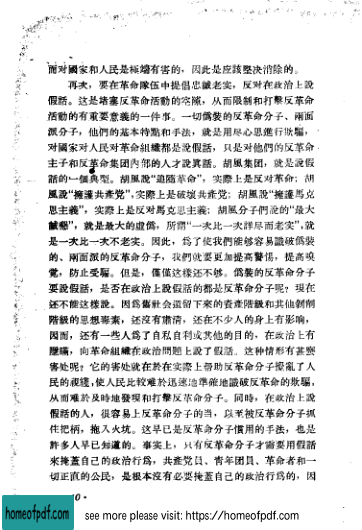 而对國家和人民是極端有害的，因此是应該堅决消除的。
再次，要在革命隊伍中提倡忠誠老实，反对在政治上説
假話。这是堵塞反革命活動的空隙，从而限制和打擊反革命
活動的有重要意義的一件事。一切偽裝的反革命分子、兩面
派分子，他們的基本特點和手法，就是用尽心思進行欺騙，
对國家对人民对革命組織都是說假話，只是对他們的反革命
主子和反革命集団內部的人才說真話。胡風集団，就是說假
話的一個典型。胡風說“追隨革命”，实際上是反对革命；胡
風說“擁護共產党”，实際上是破坏共產党；胡風說“擁護馬克
思主義”，实際上是反对馬克思主義；胡風分子們說的“最大
誠懇”，就是最大的虛偽，所謂“一次比一次詳尽而老实”，就
是一次比一次不老实。因此，爲了使我們能够容易識破偽裝
的、兩面派的反革命分子，我們就要更加提高警惕，提高嗅
覚，防止受騙。但是，僅僅这樣还不够。偽裝的反革命分子
要說假話，是否在政治上說假話的都是反革命分子呢？現在
还不能这樣說。因爲舊社会遺留下來的資產階級和其他剝削
階級的思想毒素，还沒有肅清，还在不少人的身上有影响，
因而，还有一些人爲了自私自利或其他的目的，在政治上有
隱瞞，向革命組織在政治問題上說了假話。这种情形有甚麽
害处呢？它的害处就在於在实際上帮助反革命分子擾亂了人
民的視綫，使人民比較难於迅速地準確地識破反革命的欺騙，
从而难於及時地發現和打擊反革命分子。同時，在政治上說
假話的人，很容易上反革命分子的当，以至被反革命分子抓
住把柄，拖入火坑。这早已是反革命分子慣用的手法，也是
許多人早已知道的。事实上，只有反革命分子才需要用假話
來掩蓋自己的政治行爲，共產党員、青年団員、革命者和一
切正直的公民，是根本沒有必要掩蓋自己的政治行爲的，因
homeofpdf.com
see more please visit: https://homeofpdf.com